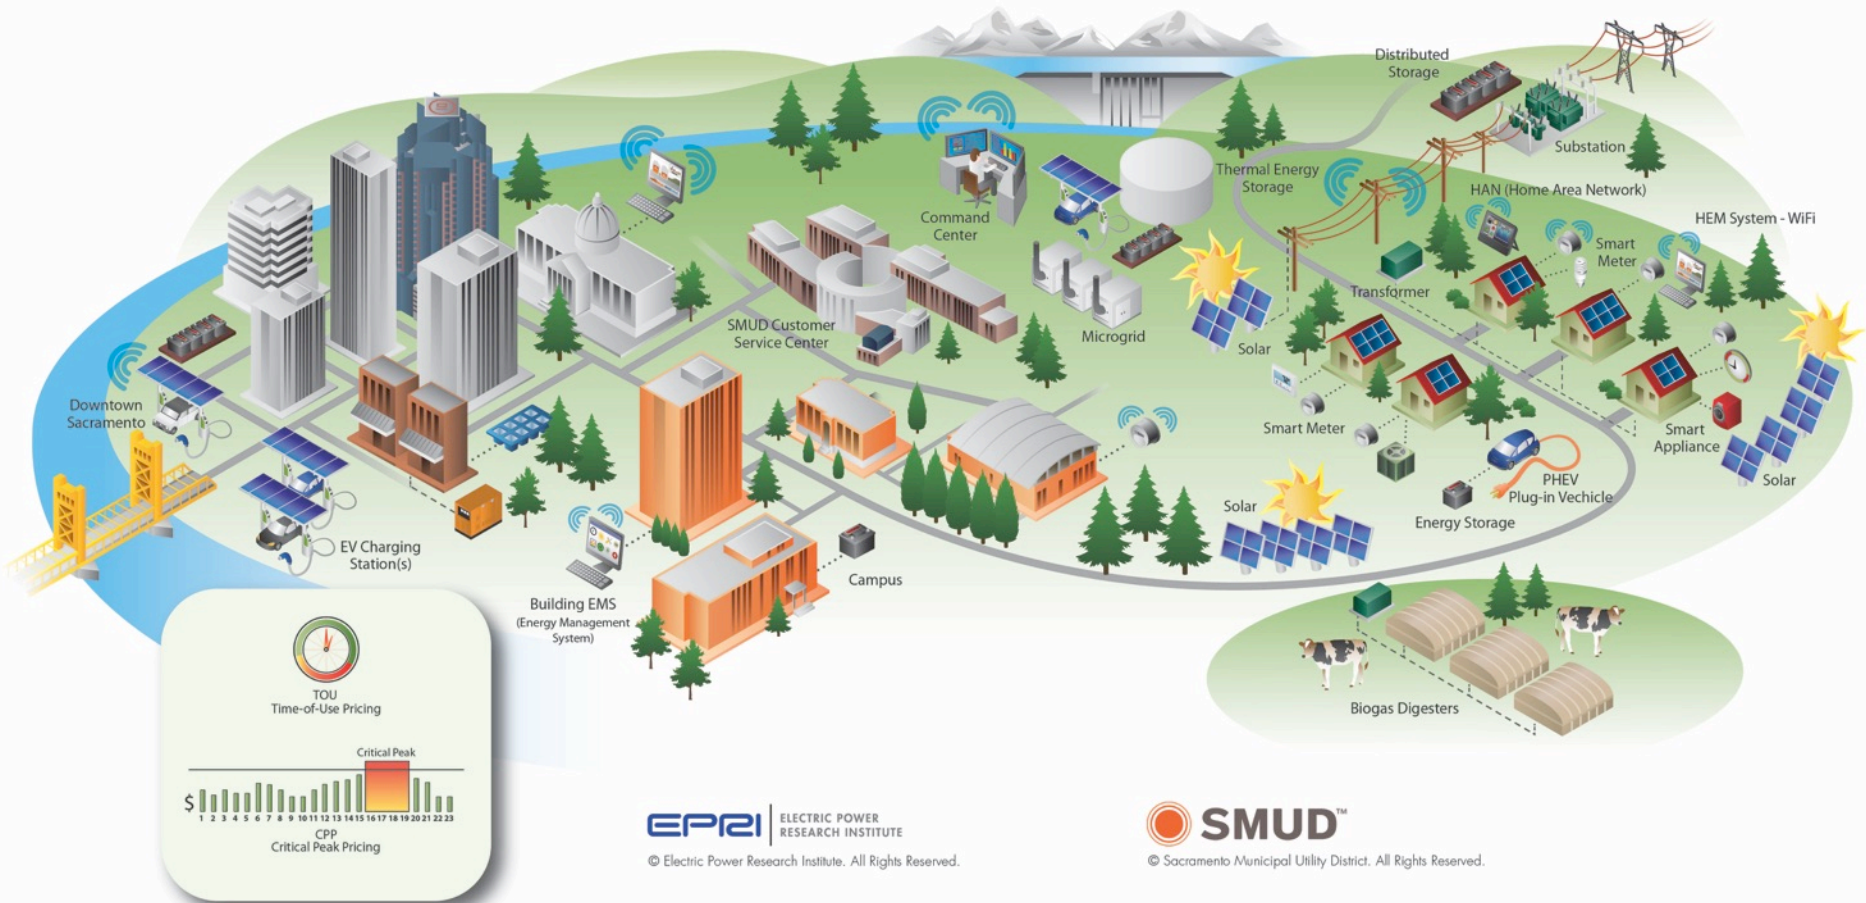 Distributed
Storage
Substation
Thermal Energy
Storage
HAN (Home Area Network)
HEM System - WiFi
Command
Center
Smart
Meter
Transformer
SMUD Customer
Service Center
Microgrid
Solar
Downtown
Sacramento
Smart Meter
Smart
Appliance
Solar
PHEV
Plug-in Vechicle
Solar
Energy Storage
EV Charging
Station(s)
Campus
Building EMS
(Energy Management
System)
Biogas Digesters
TOU
Time-of-Use Pricing
Critical Peak
$
1 2 3 4 5 6 7 8 9 10 11 12 13 14 15 16 17 18 19 20 21 22 23
CPP
Critical Peak Pricing
EPRI ELECTRIC POWER
RESEARCH INSTITUTE
© Electric Power Research Institute. All Rights Reserved.
SMUD™
© Sacramento Municipal Utility District. All Rights Reserved.